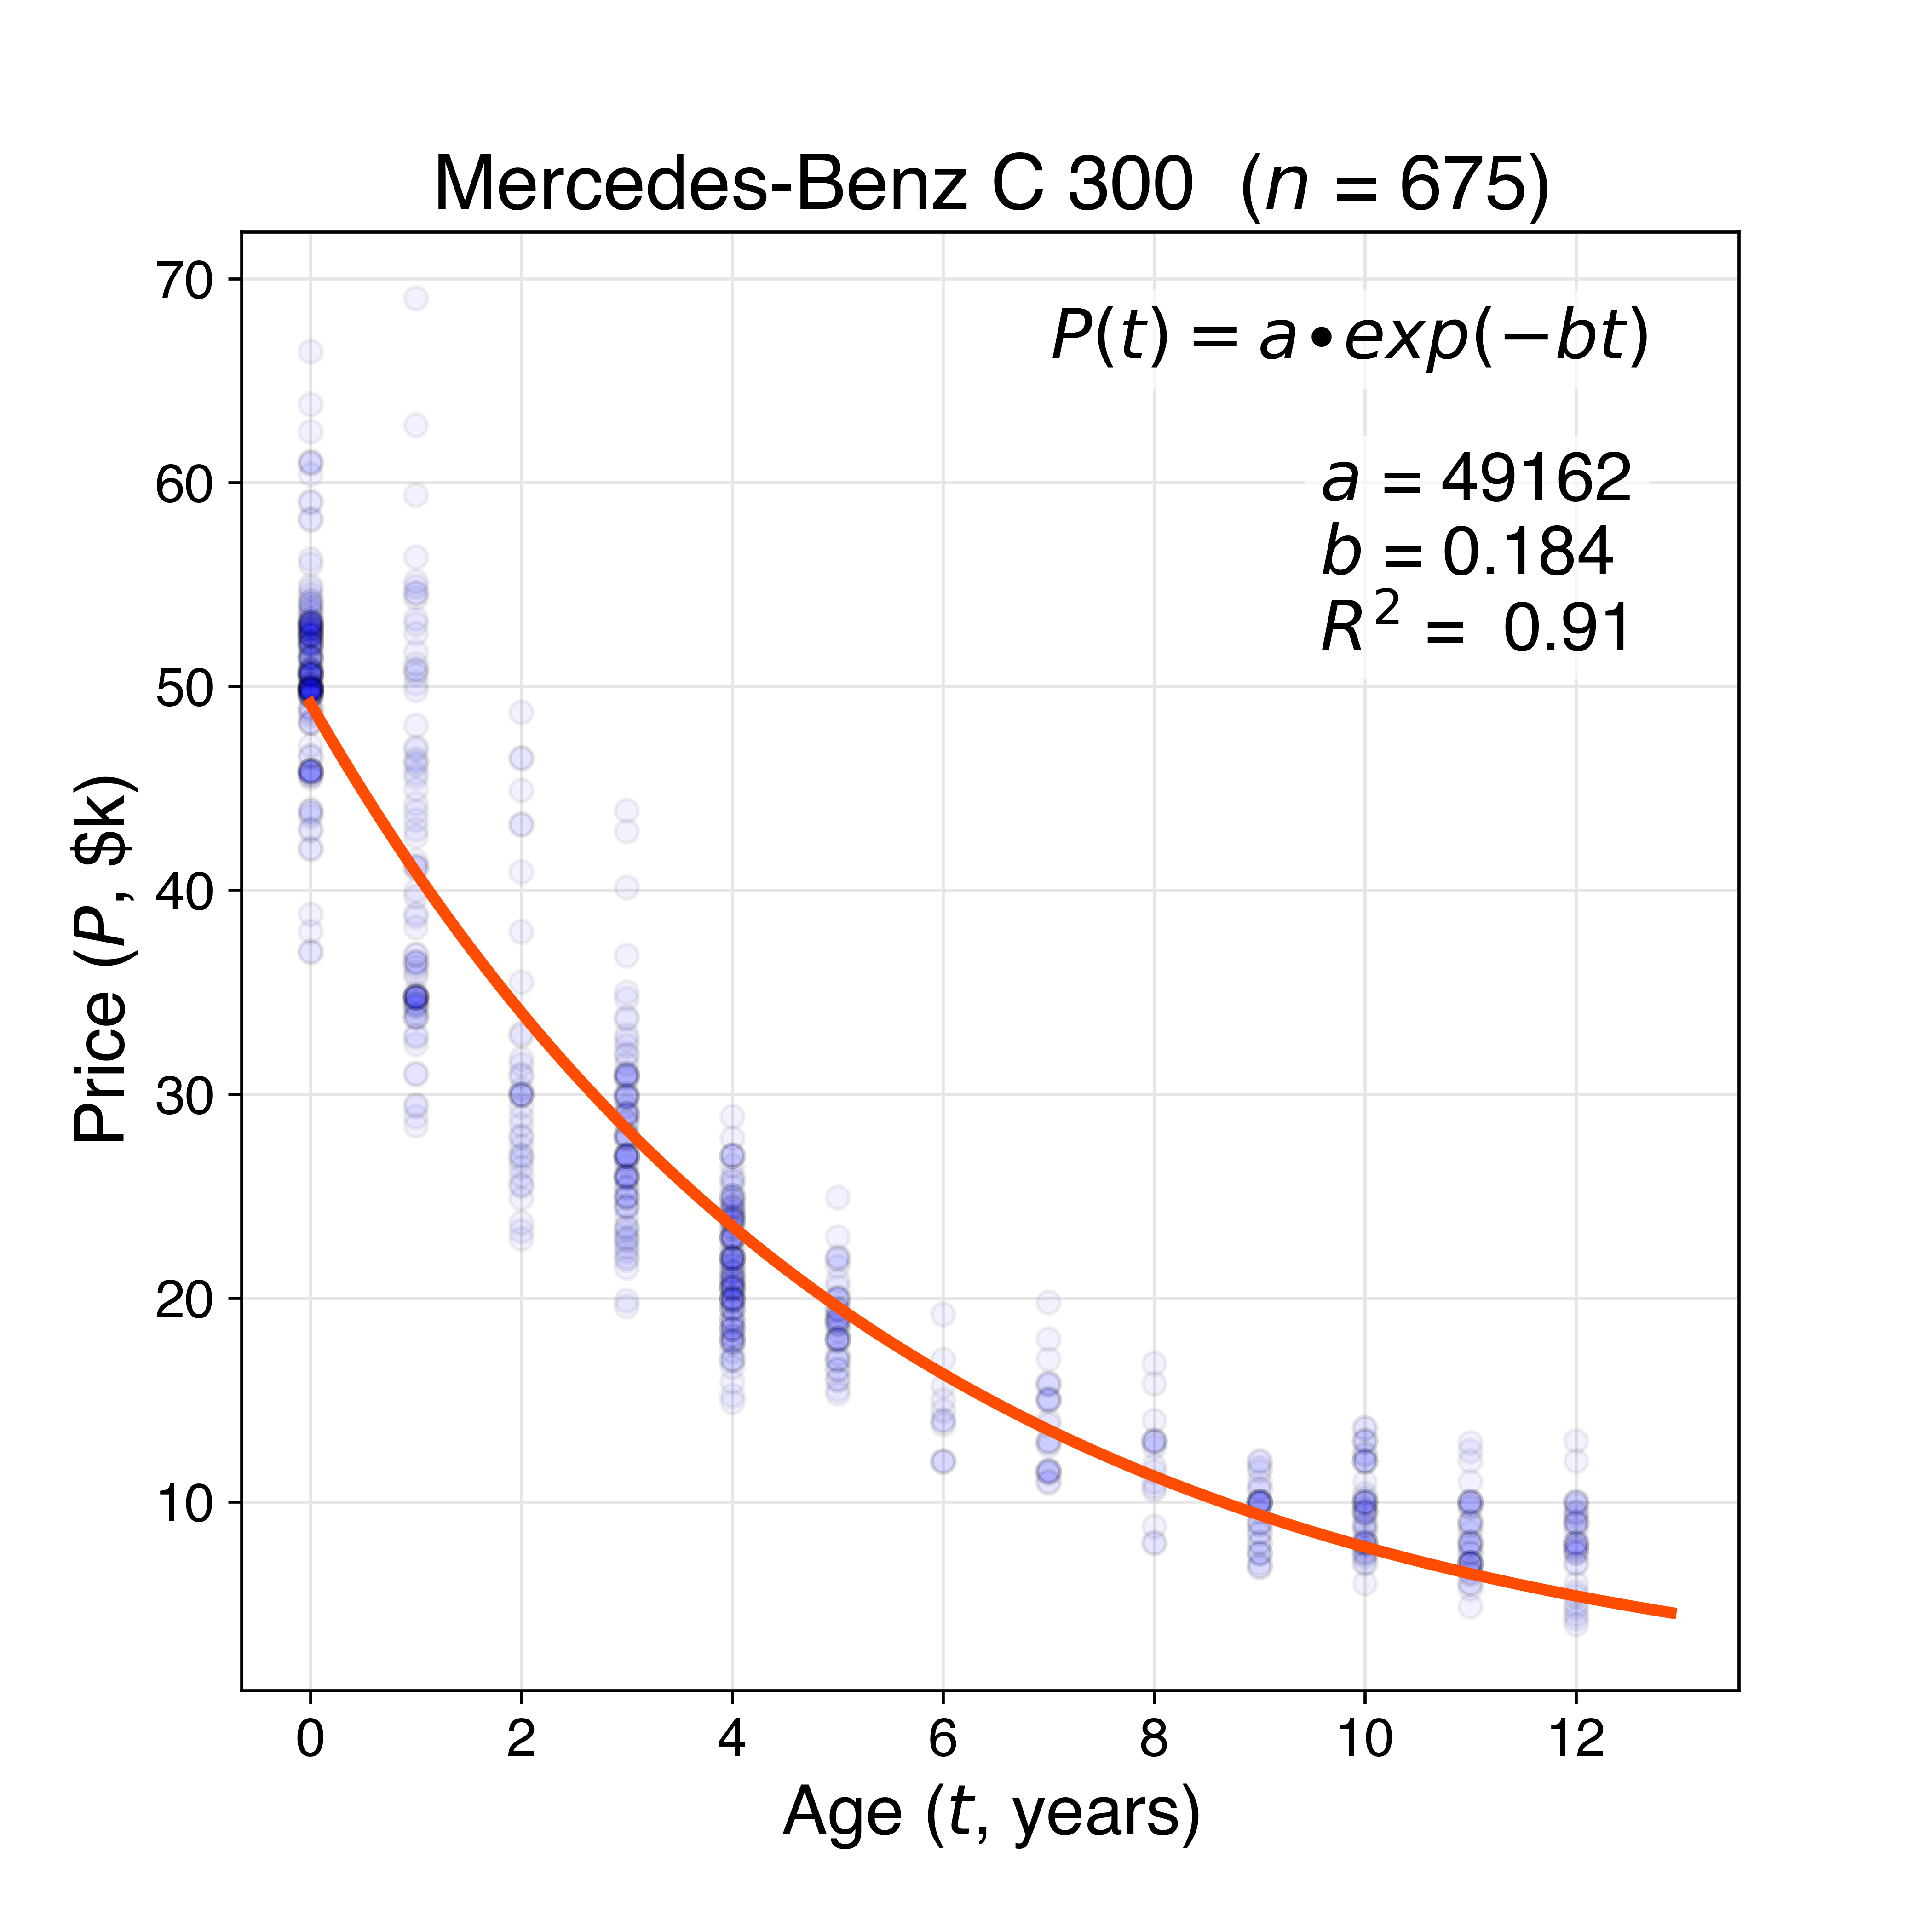 Mercedes-Benz C 300 (n = 675)
P(t) = a•exp(−bt)
a = 49162
b = 0.184
R² = 0.91
Price (P, $k)
70
60
50
40
30
20
10
0 2 4 6 8 10 12
Age (t, years)